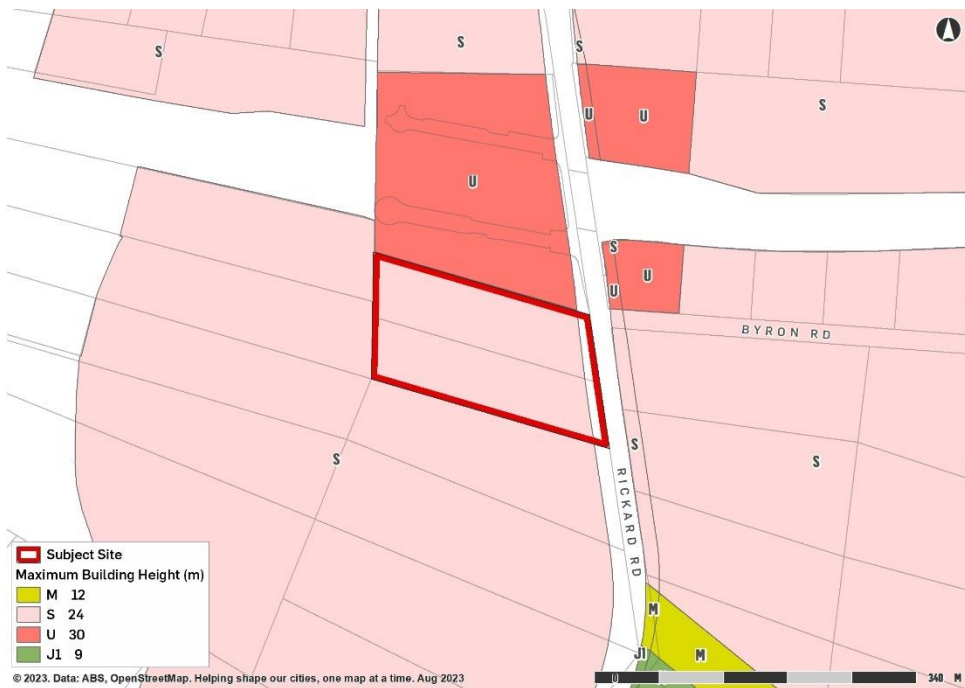 S
S
S
S
U
U
U
S
U
U
BYRON RD
S
S
S
RICKARD RD
M
M
J1
Subject Site
Maximum Building Height (m)
M 12
S 24
U 30
J1 9
© 2023. Data: ABS, OpenStreetMap. Helping shape our cities, one map at a time. Aug 2023
0 340 M